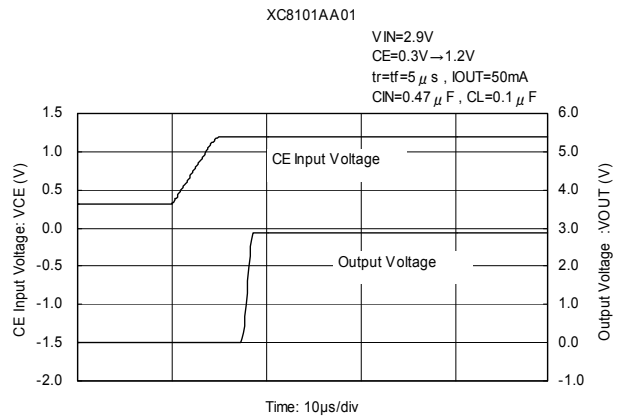 XC8101AA01
VIN=2.9V
CE=0.3V→1.2V
tr=tf=5μs , IOUT=50mA
CIN=0.47μF , CL=0.1μF
CE Input Voltage: VCE (V)
1.5
1.0
0.5
0.0
-0.5
-1.0
-1.5
-2.0
CE Input Voltage
Output Voltage
6.0
5.0
4.0
3.0
2.0
1.0
0.0
-1.0
Output Voltage :VOUT (V)
Time: 10μs/div